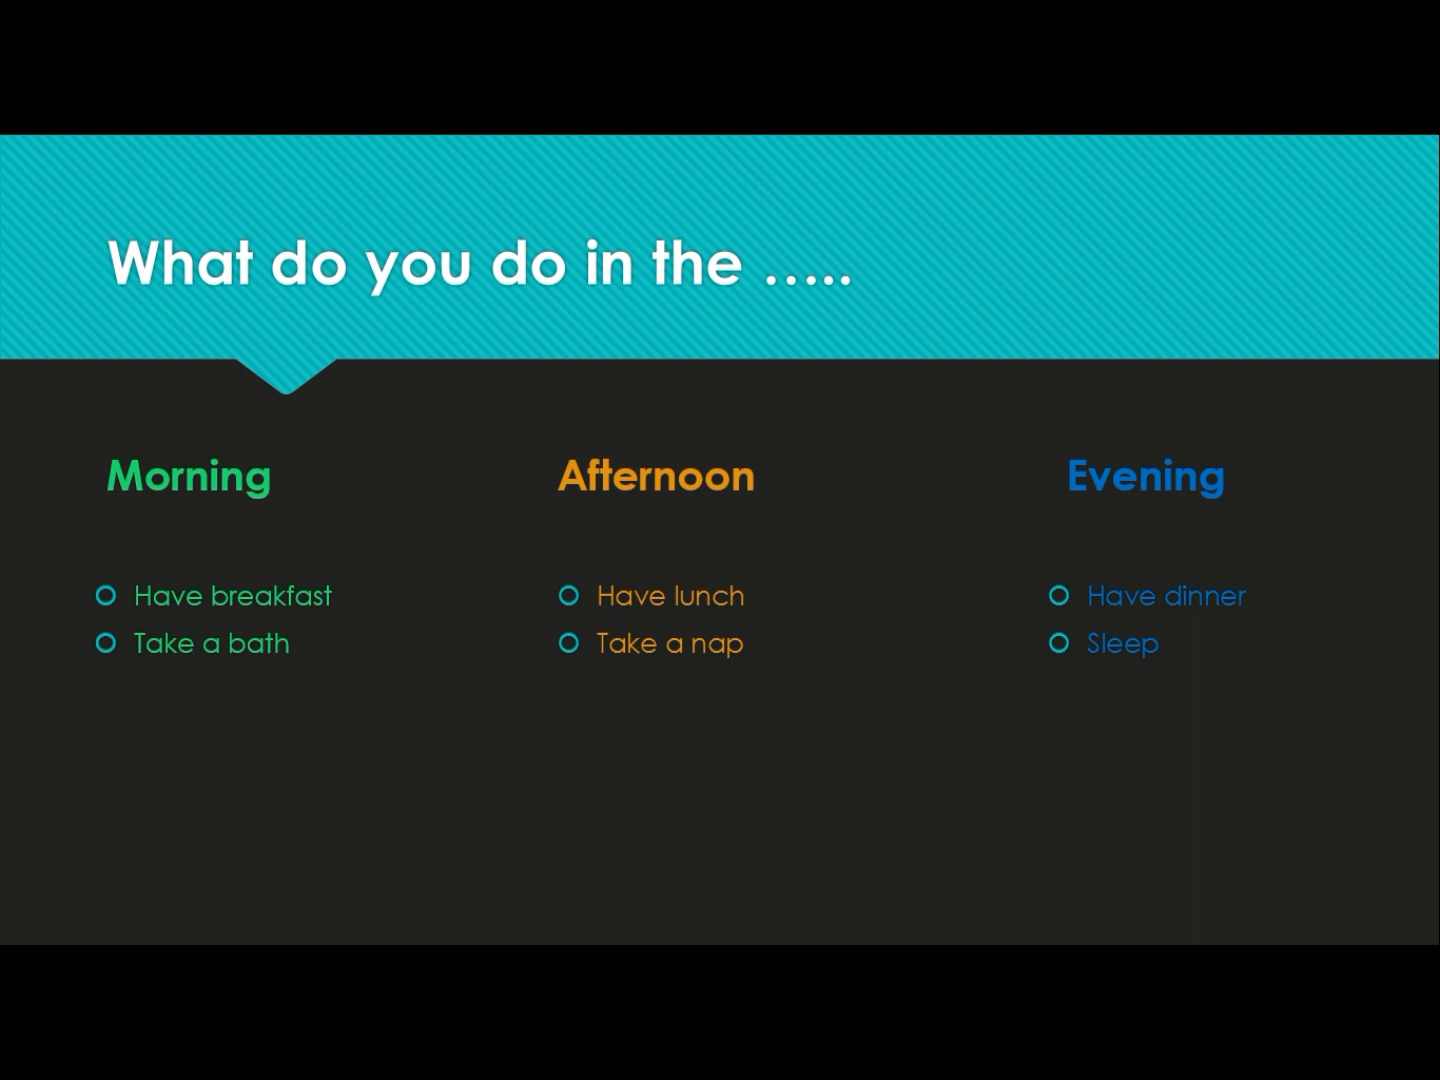 What do you do in the .....
Morning
Have breakfast
Take a bath
Afternoon
Have lunch
Take a nap
Evening
Have dinner
Sleep